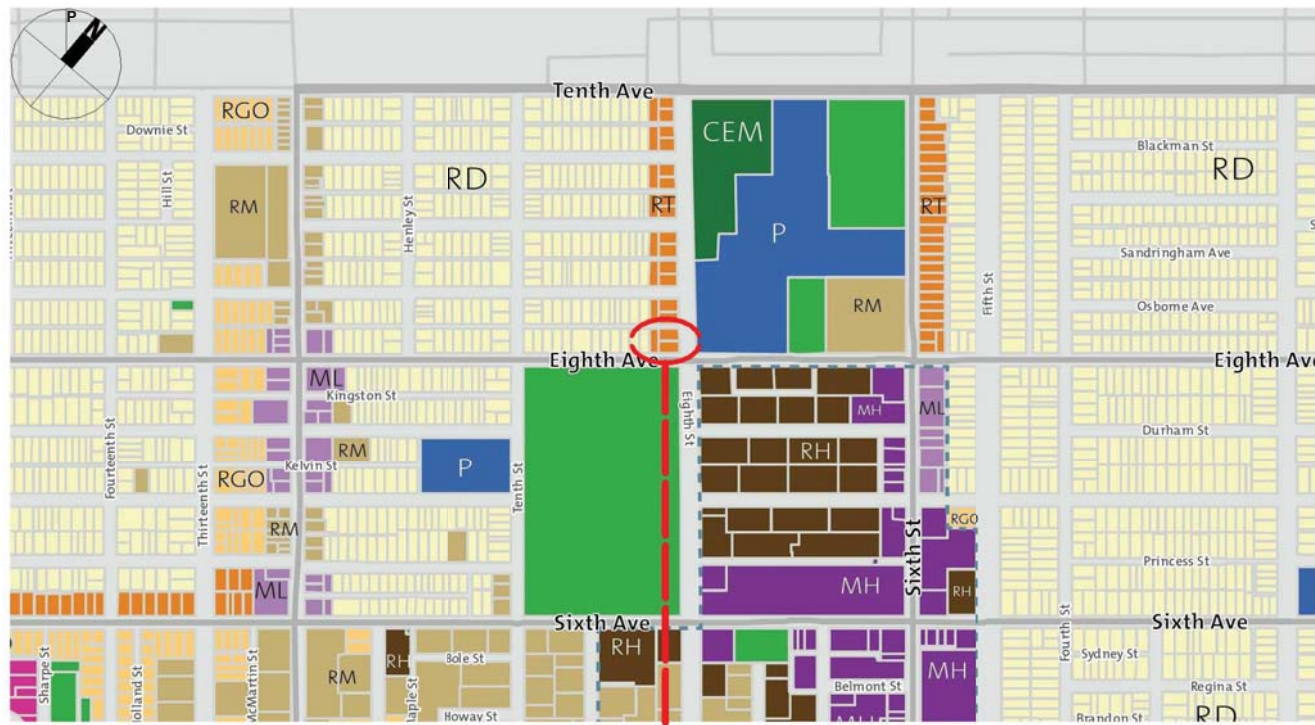 P
N
Tenth Ave
RGO
CEM
Downie St
Blackman St
RD
RD
Hill St
RM
Henley St
RT
RT
P
Sandringham Ave
Fifth St
RM
Osborne Ave
Eighth Ave
Eighth Ave
ML
Kingston St
Eighth St
MH
ML
Durham St
RM
RH
Fourteenth St
Kelvin St
P
RGO
Tenth St
Thirteenth St
RM
Sixth St
RGO
Princess St
ML
MH
RH
Sixth Ave
Sixth Ave
Fourth St
RH
Sydney St
Sharpe St
McMartin St
RM
RH
Bole St
MH
Belmont St
Regina St
Howay St
MH
RD
Brandon St